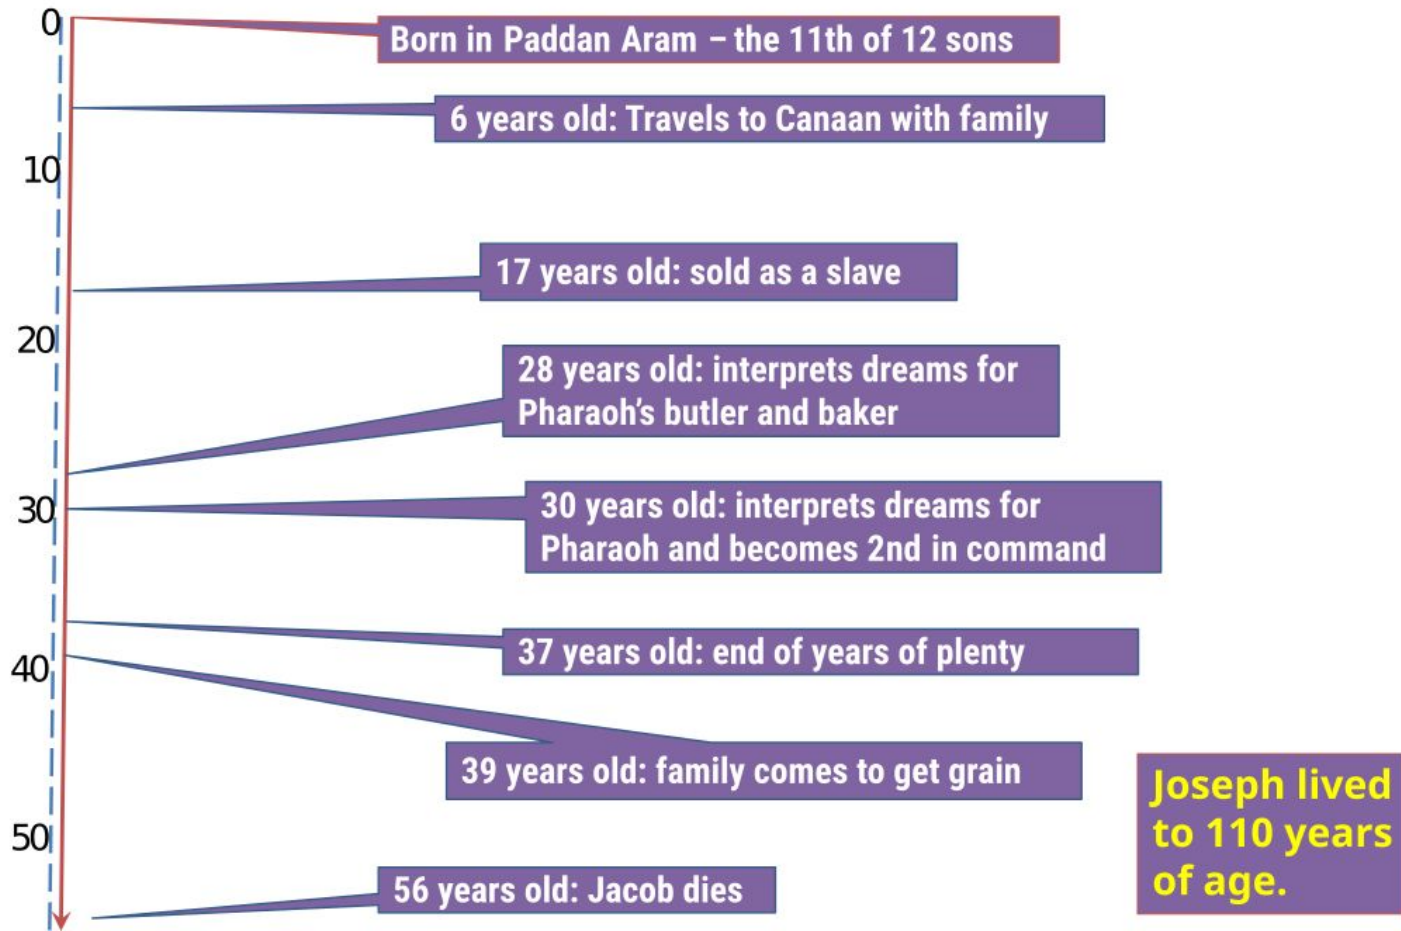 0
Born in Paddan Aram – the 11th of 12 sons
6 years old: Travels to Canaan with family
10
17 years old: sold as a slave
20
28 years old: interprets dreams for
Pharaoh’s butler and baker
30
30 years old: interprets dreams for
Pharaoh and becomes 2nd in command
37 years old: end of years of plenty
40
39 years old: family comes to get grain
Joseph lived
to 110 years
of age.
50
56 years old: Jacob dies